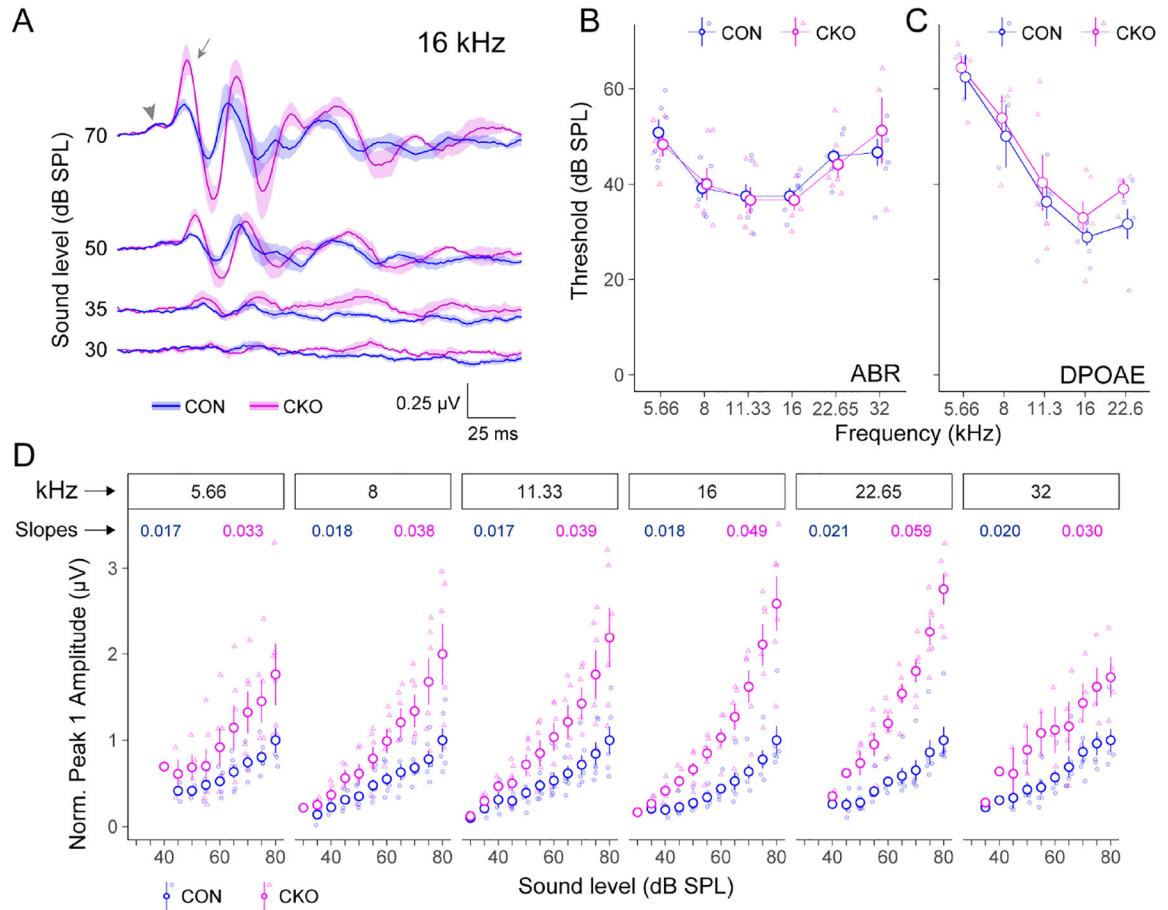 A
16 kHz
Sound level (dB SPL)
70
50
35
30
CON
CKO
0.25 µV
25 ms
B
CON
CKO
Threshold (dB SPL)
60
40
20
0
5.66
8
11.33
16
22.65
32
ABR
C
CON
CKO
5.66
8
11.3
16
22.6
DPOAE
Frequency (kHz)
D
kHz
5.66
8
11.33
16
22.65
32
Slopes
0.017 0.033
0.018 0.038
0.017 0.039
0.018 0.049
0.021 0.059
0.020 0.030
Norm. Peak 1 Amplitude (µV)
3
2
1
0
40 60 80
40 60 80
40 60 80
40 60 80
40 60 80
40 60 80
Sound level (dB SPL)
CON
CKO